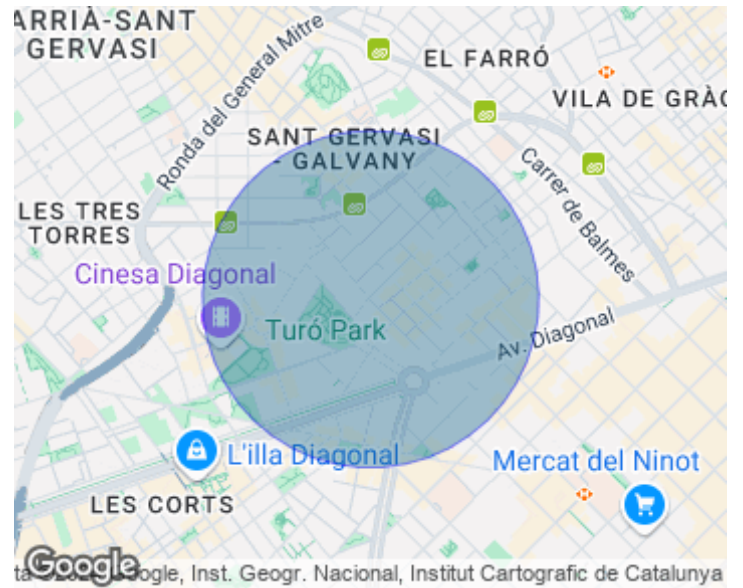 ARRIÀ-SANT
GERVASI
EL FARRÓ
VILA DE GRÀC
Ronda del General Mitre
SANT GERVASI
- GALVANY
Carrer de Balmes
LES TRES
TORRES
Cinesa Diagonal
Turó Park
Av. Diagonal
L'illa Diagonal
Mercat del Ninot
LES CORTS
Google
Google, Inst. Geogr. Nacional, Institut Cartografic de Catalunya